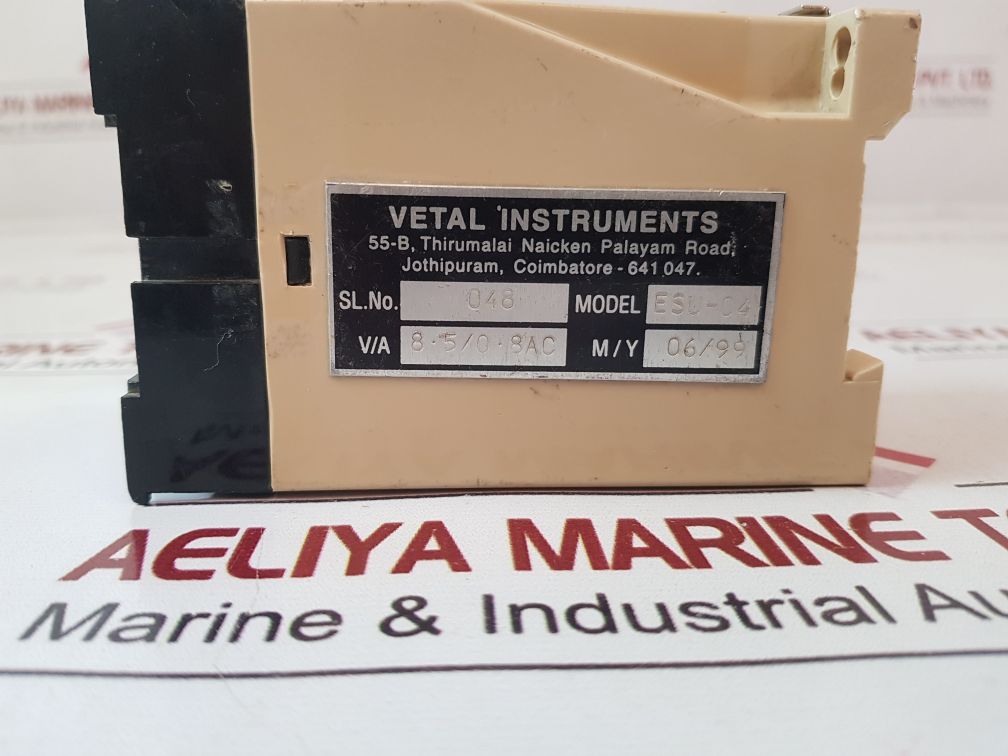 VETAL INSTRUMENTS
55-B, Thirumalai Naicken Palayam Road,
Jothipuram, Coimbatore - 641 047.
SL.No. 048 MODEL ESU-04
V/A 8.5/0.8AC M/Y 06/99
AELIYA MARINE
Marine & Industrial